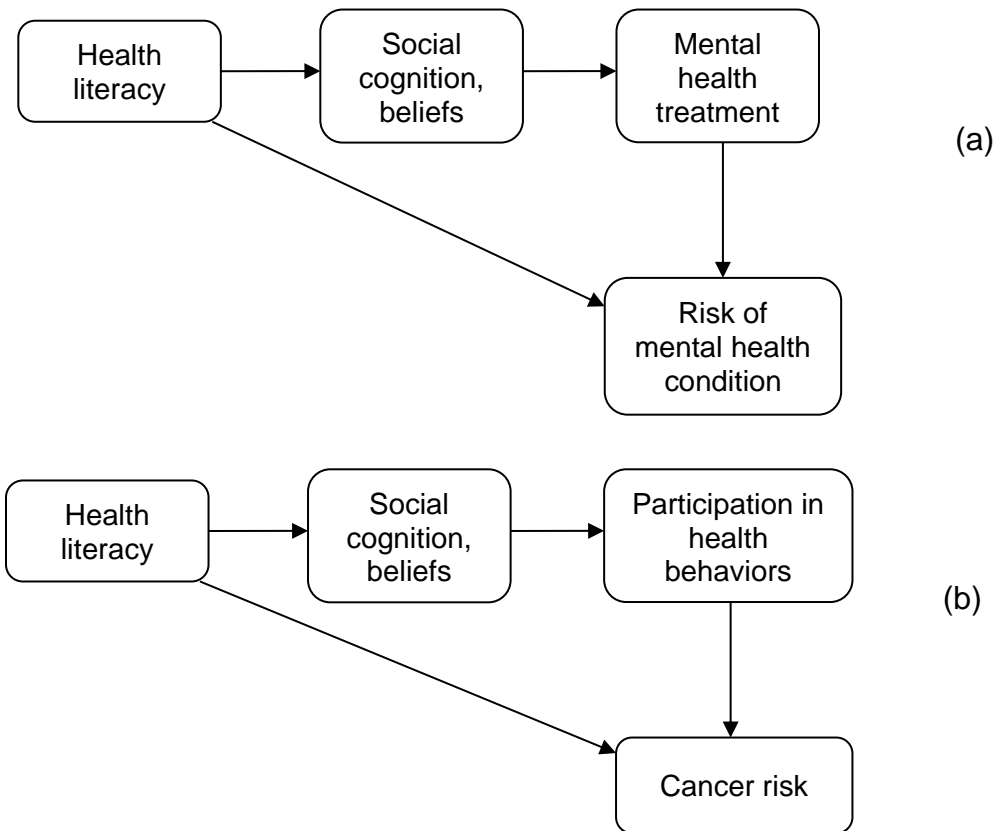 Health
literacy
Social
cognition,
beliefs
Mental
health
treatment
(a)
Risk of
mental health
condition
Health
literacy
Social
cognition,
beliefs
Participation in
health
behaviors
(b)
Cancer risk